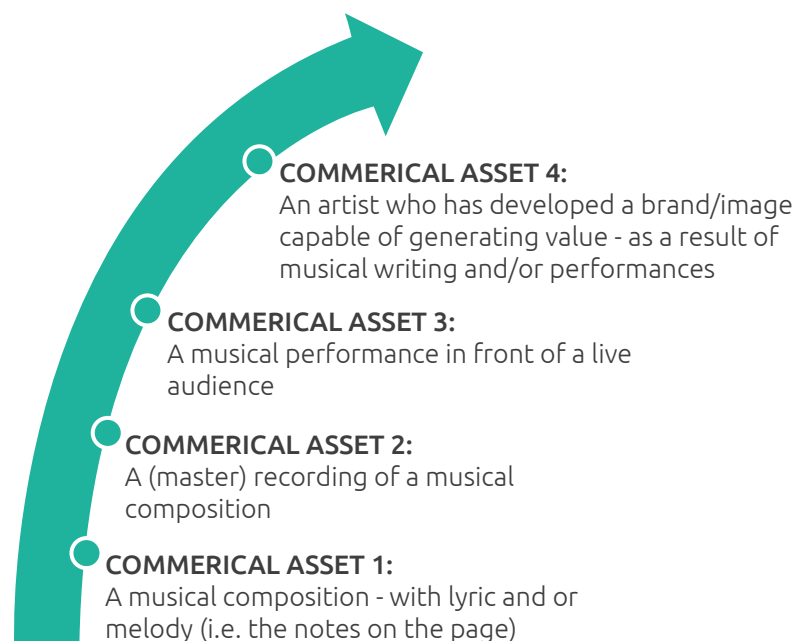 COMMERICAL ASSET 4:
An artist who has developed a brand/image
capable of generating value - as a result of
musical writing and/or performances
COMMERICAL ASSET 3:
A musical performance in front of a live
audience
COMMERICAL ASSET 2:
A (master) recording of a musical
composition
COMMERICAL ASSET 1:
A musical composition - with lyric and or
melody (i.e. the notes on the page)